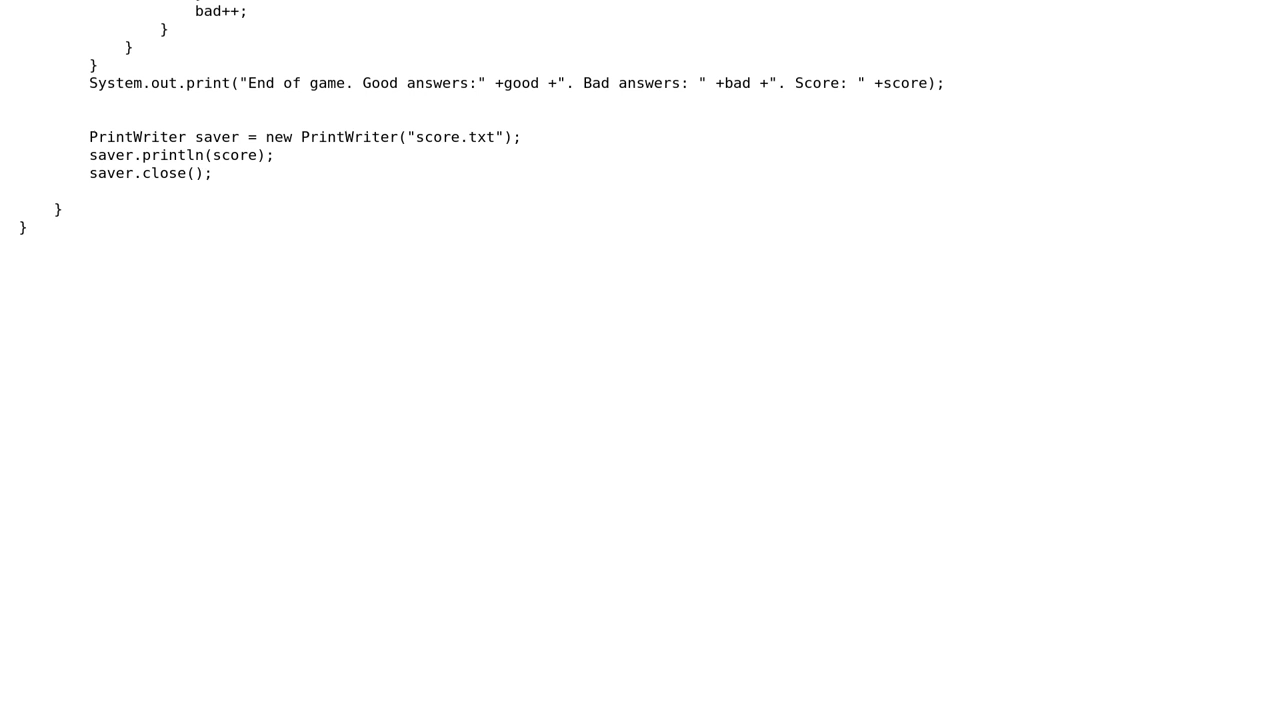 bad++;
}
}
}
System.out.print("End of game. Good answers:" +good +". Bad answers: " +bad +". Score: " +score);
PrintWriter saver = new PrintWriter("score.txt");
saver.println(score);
saver.close();
}
}